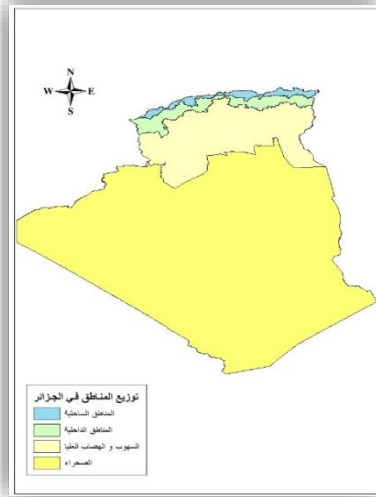 N
W E
S
توزيع المناطق في الجزائر
المناطق الساحلية
المناطق الداخلية
السهوب و الهضاب العليا
الصحراء